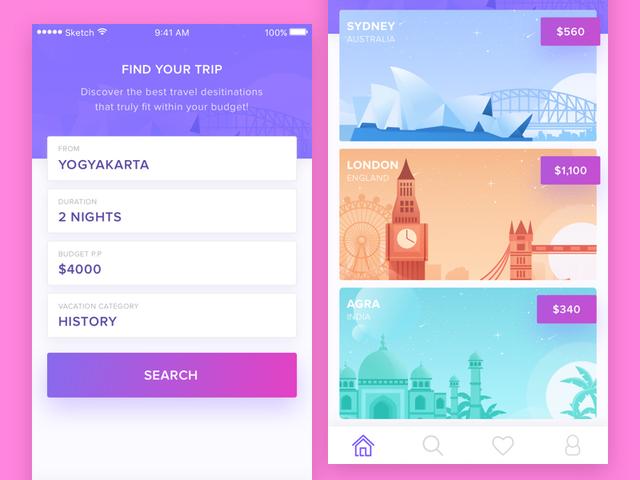 Sketch
9:41 AM
100%
FIND YOUR TRIP
Discover the best travel desitinations
that truly fit within your budget!
FROM
YOGYAKARTA
DURATION
2 NIGHTS
BUDGET P.P
$4000
VACATION CATEGORY
HISTORY
SEARCH
SYDNEY
AUSTRALIA
$560
LONDON
ENGLAND
$1,100
AGRA
INDIA
$340